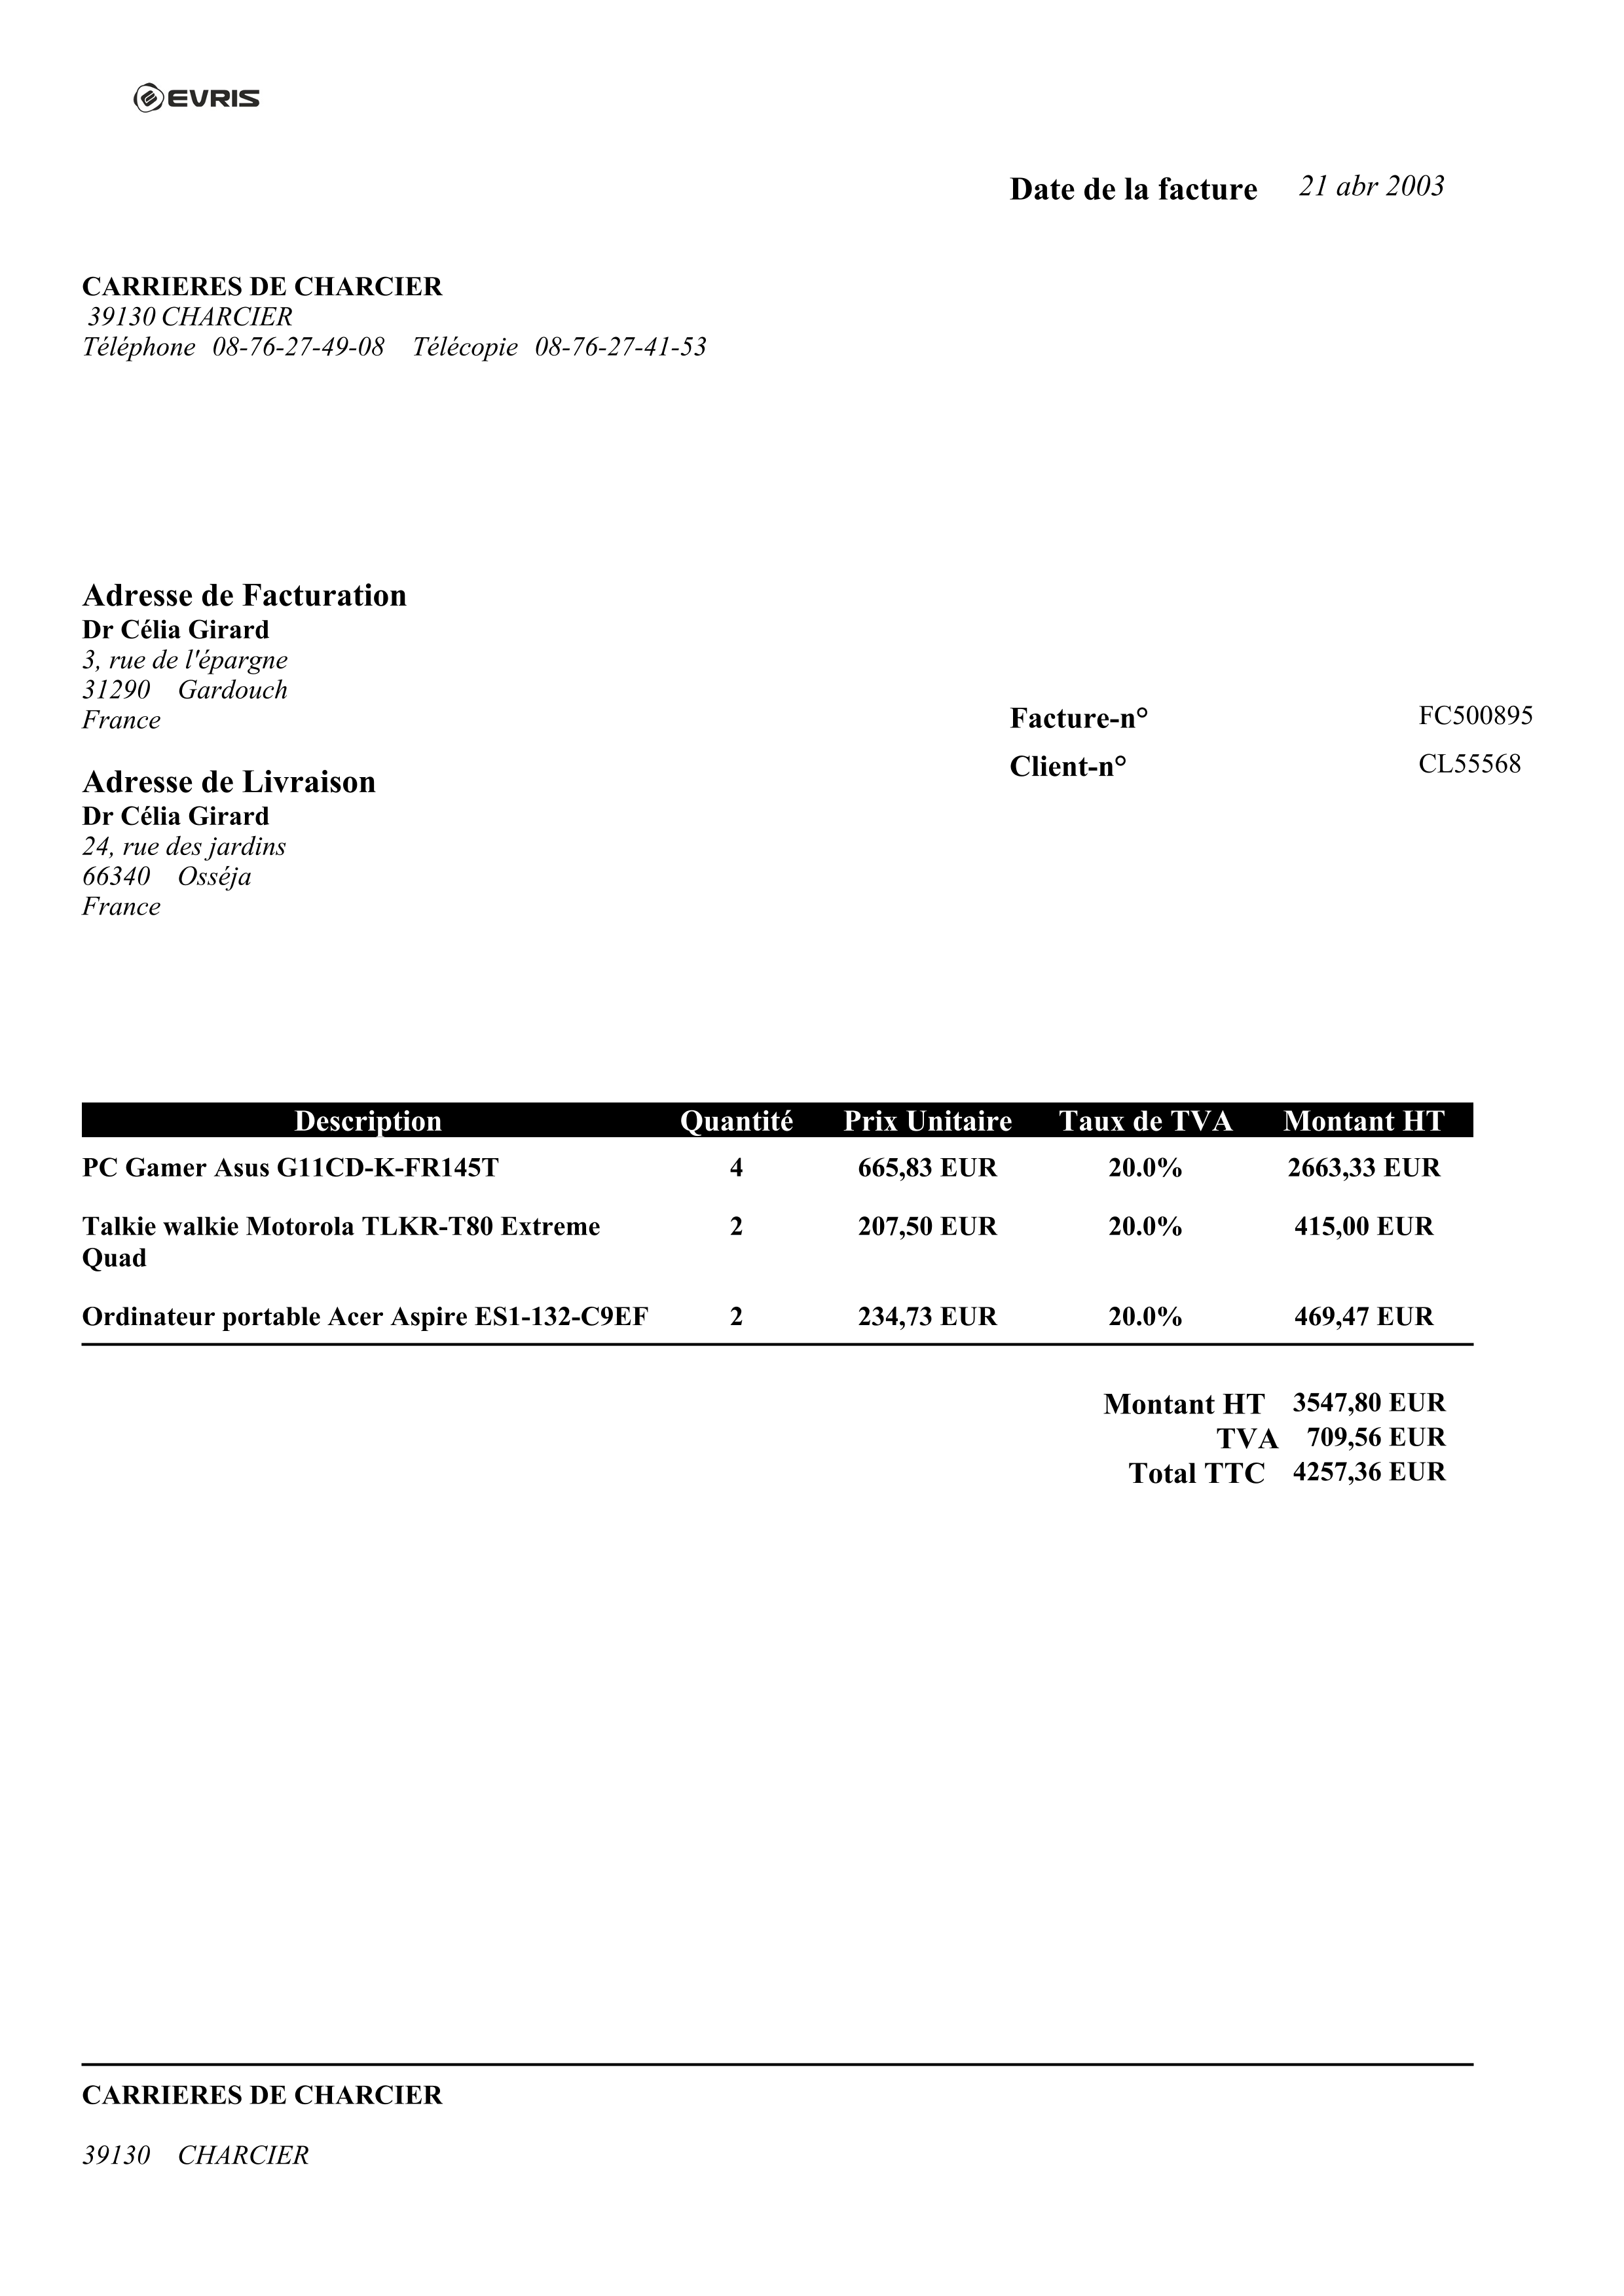 EVRIS
Date de la facture 21 abr 2003
CARRIERES DE CHARCIER
39130 CHARCIER
Téléphone 08-76-27-49-08 Télécopie 08-76-27-41-53
Adresse de Facturation
Dr Célia Girard
3, rue de l'épargne
31290 Gardouch
France
Facture-n° FC500895
Client-n° CL55568
Adresse de Livraison
Dr Célia Girard
24, rue des jardins
66340 Osséja
France
Description Quantité Prix Unitaire Taux de TVA Montant HT
PC Gamer Asus G11CD-K-FR145T 4 665,83 EUR 20.0% 2663,33 EUR
Talkie walkie Motorola TLKR-T80 Extreme 2 207,50 EUR 20.0% 415,00 EUR
Quad
Ordinateur portable Acer Aspire ES1-132-C9EF 2 234,73 EUR 20.0% 469,47 EUR
Montant HT 3547,80 EUR
TVA 709,56 EUR
Total TTC 4257,36 EUR
CARRIERES DE CHARCIER
39130 CHARCIER